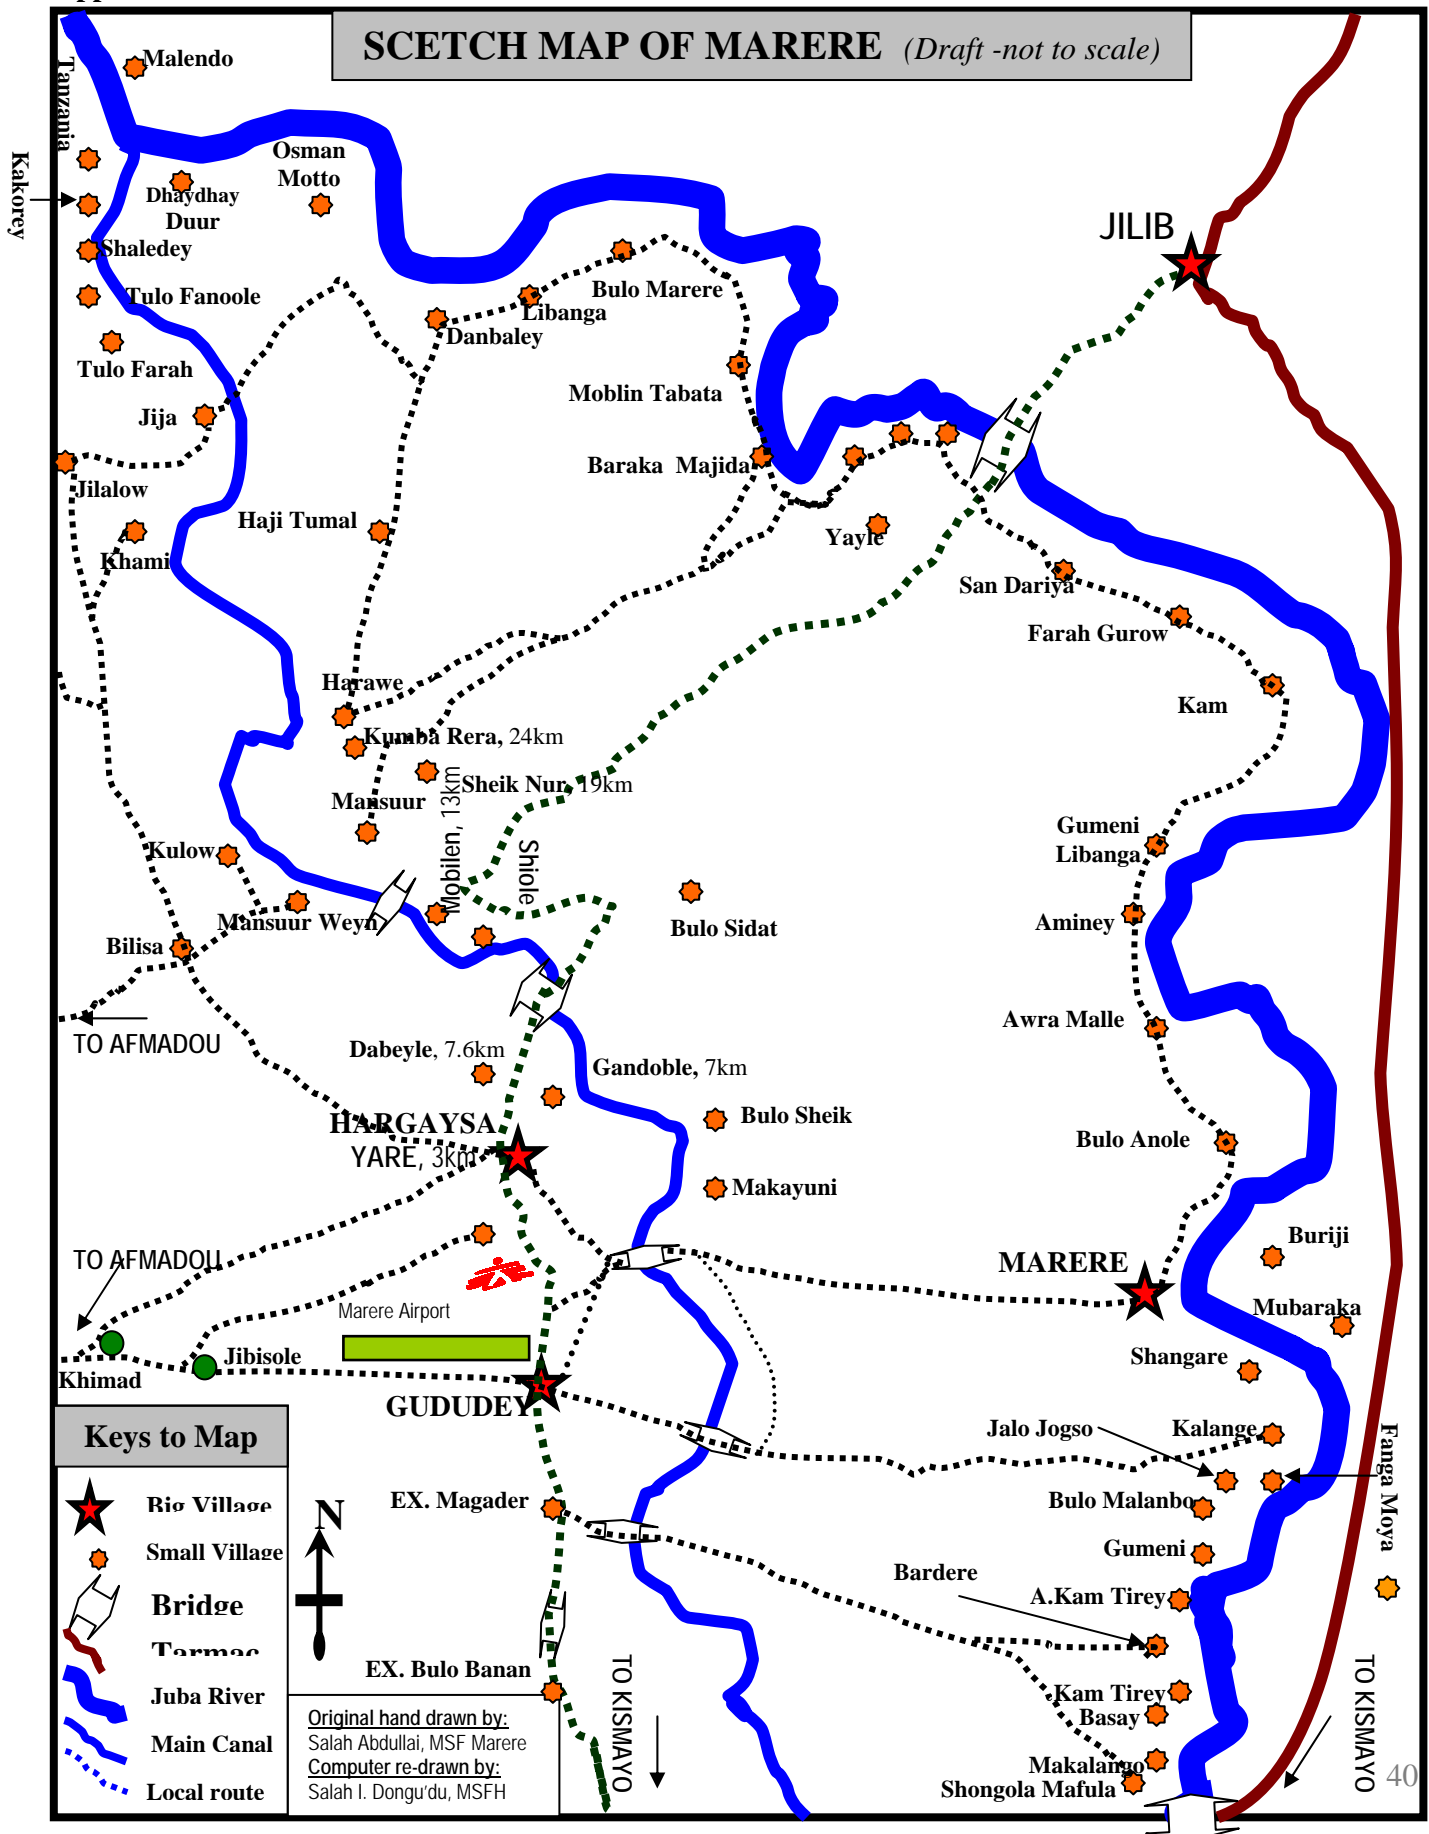 SCETCH MAP OF MARERE (Draft -not to scale)
Malendo
Tanzania
Kakorey
Osman
Motto
Dhaydhay
Duur
Shaledey
JILIB
Tulo Fanoole
Bulo Marere
Libanga
Danbaley
Tulo Farah
Moblin Tabata
Jija
Baraka Majida
Jilalow
Haji Tumal
Yayle
Khami
San Dariya
Farah Gurow
Harawe
Kam
Kumba Rera, 24km
Sheik Nur, 19km
Mansuur
Mobilen, 13km
Shiole
Gumeni
Libanga
Kulow
Mansuur Weyn
Bulo Sidat
Aminey
Bilisa
Awra Malle
TO AFMADOU
Dabeyle, 7.6km
Gandoble, 7km
HARGAYSA
YARE, 3km
Bulo Sheik
Bulo Anole
Makayuni
Buriji
TO AFMADOU
MARERE
Marere Airport
Mubaraka
Jibisole
Shangare
Khimad
GUDUDEY
Jalo Jogso
Kalange
Fanga Moya
Keys to Map
Big Village
Small Village
Bridge
Tarmac
Juba River
Main Canal
Local route
N
EX. Magader
Bulo Malanbo
Gumeni
Bardere
A.Kam Tirey
EX. Bulo Banan
TO KISMAYO
TO KISMAYO
Kam Tirey
Basay
Makalango
Shongola Mafula
Original hand drawn by:
Salah Abdullai, MSF Marere
Computer re-drawn by:
Salah I. Dongu'du, MSFH
40